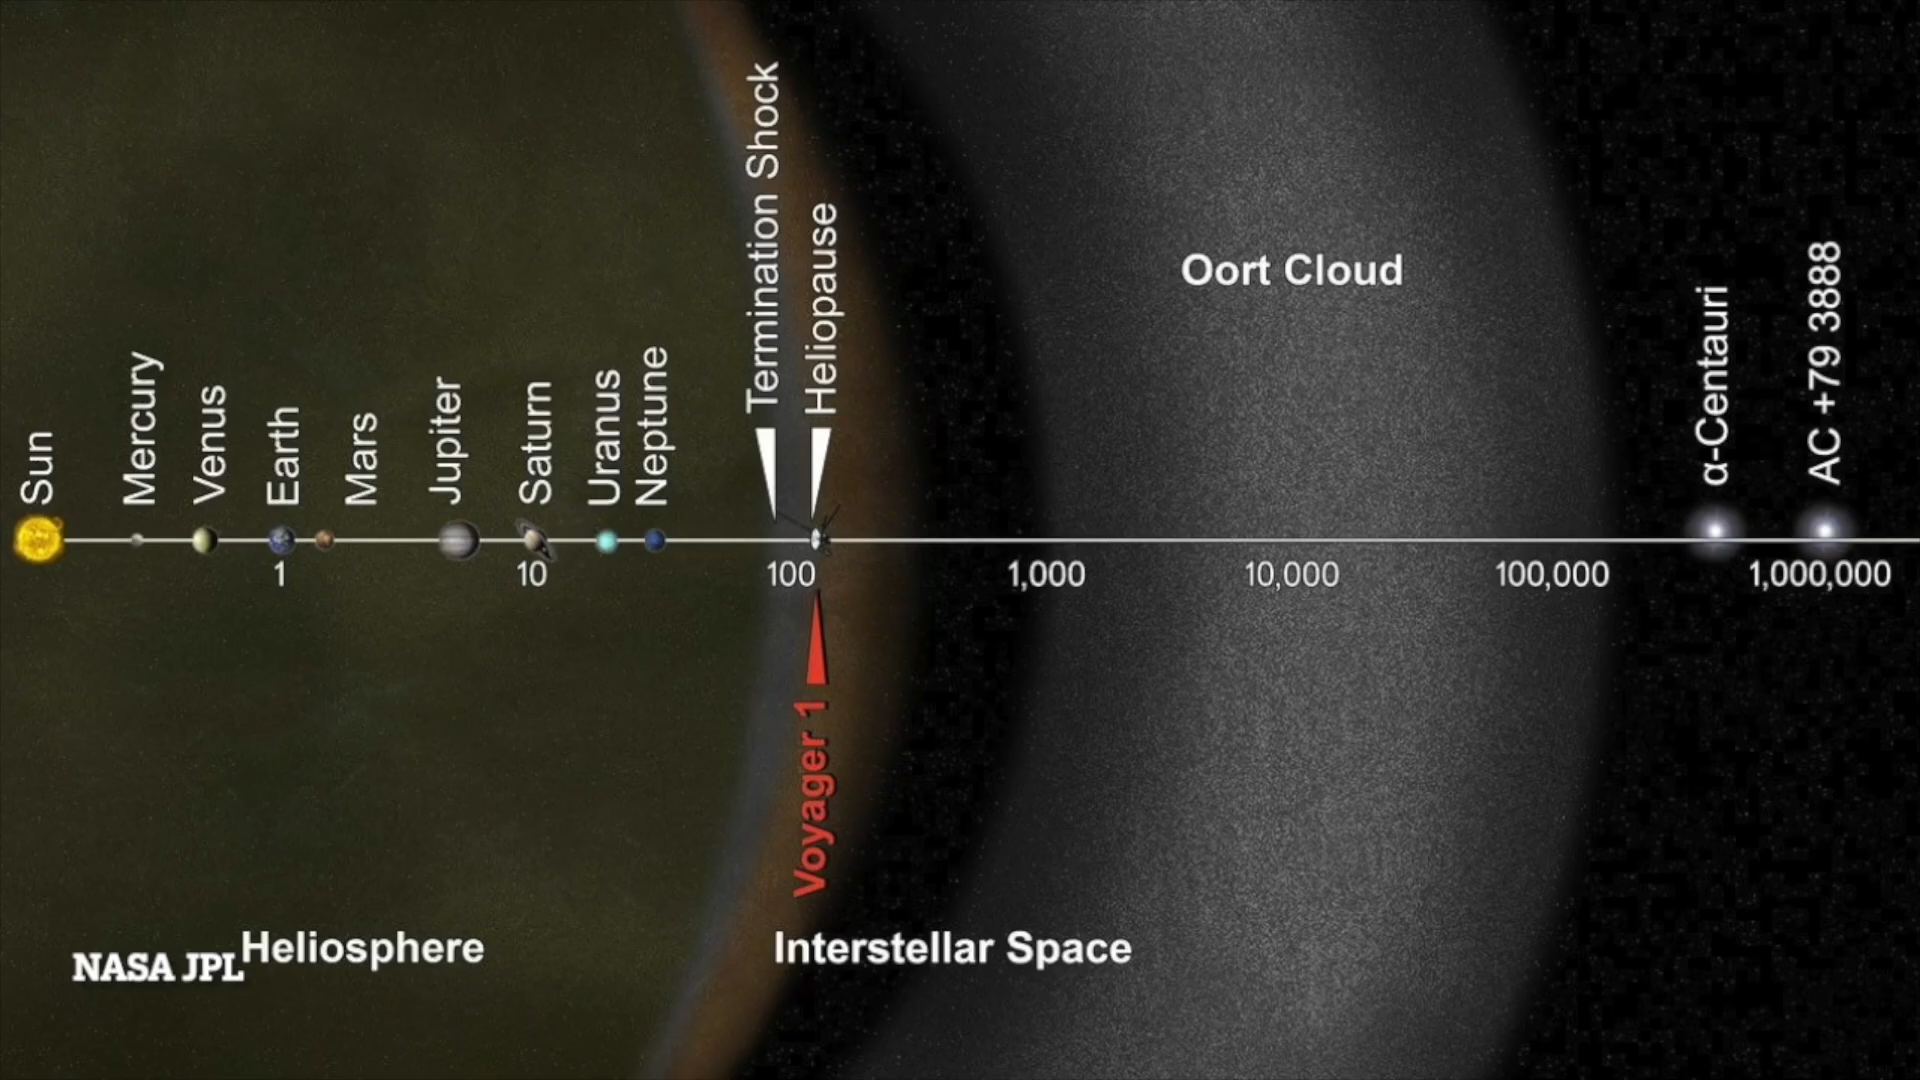 Sun
Mercury
Venus
Earth
Mars
Jupiter
Saturn
Uranus
Neptune
Termination Shock
Heliopause
Oort Cloud
α-Centauri
AC +79 3888
1
10
100
1,000
10,000
100,000
1,000,000
Voyager 1
NASA JPL
Heliosphere
Interstellar Space